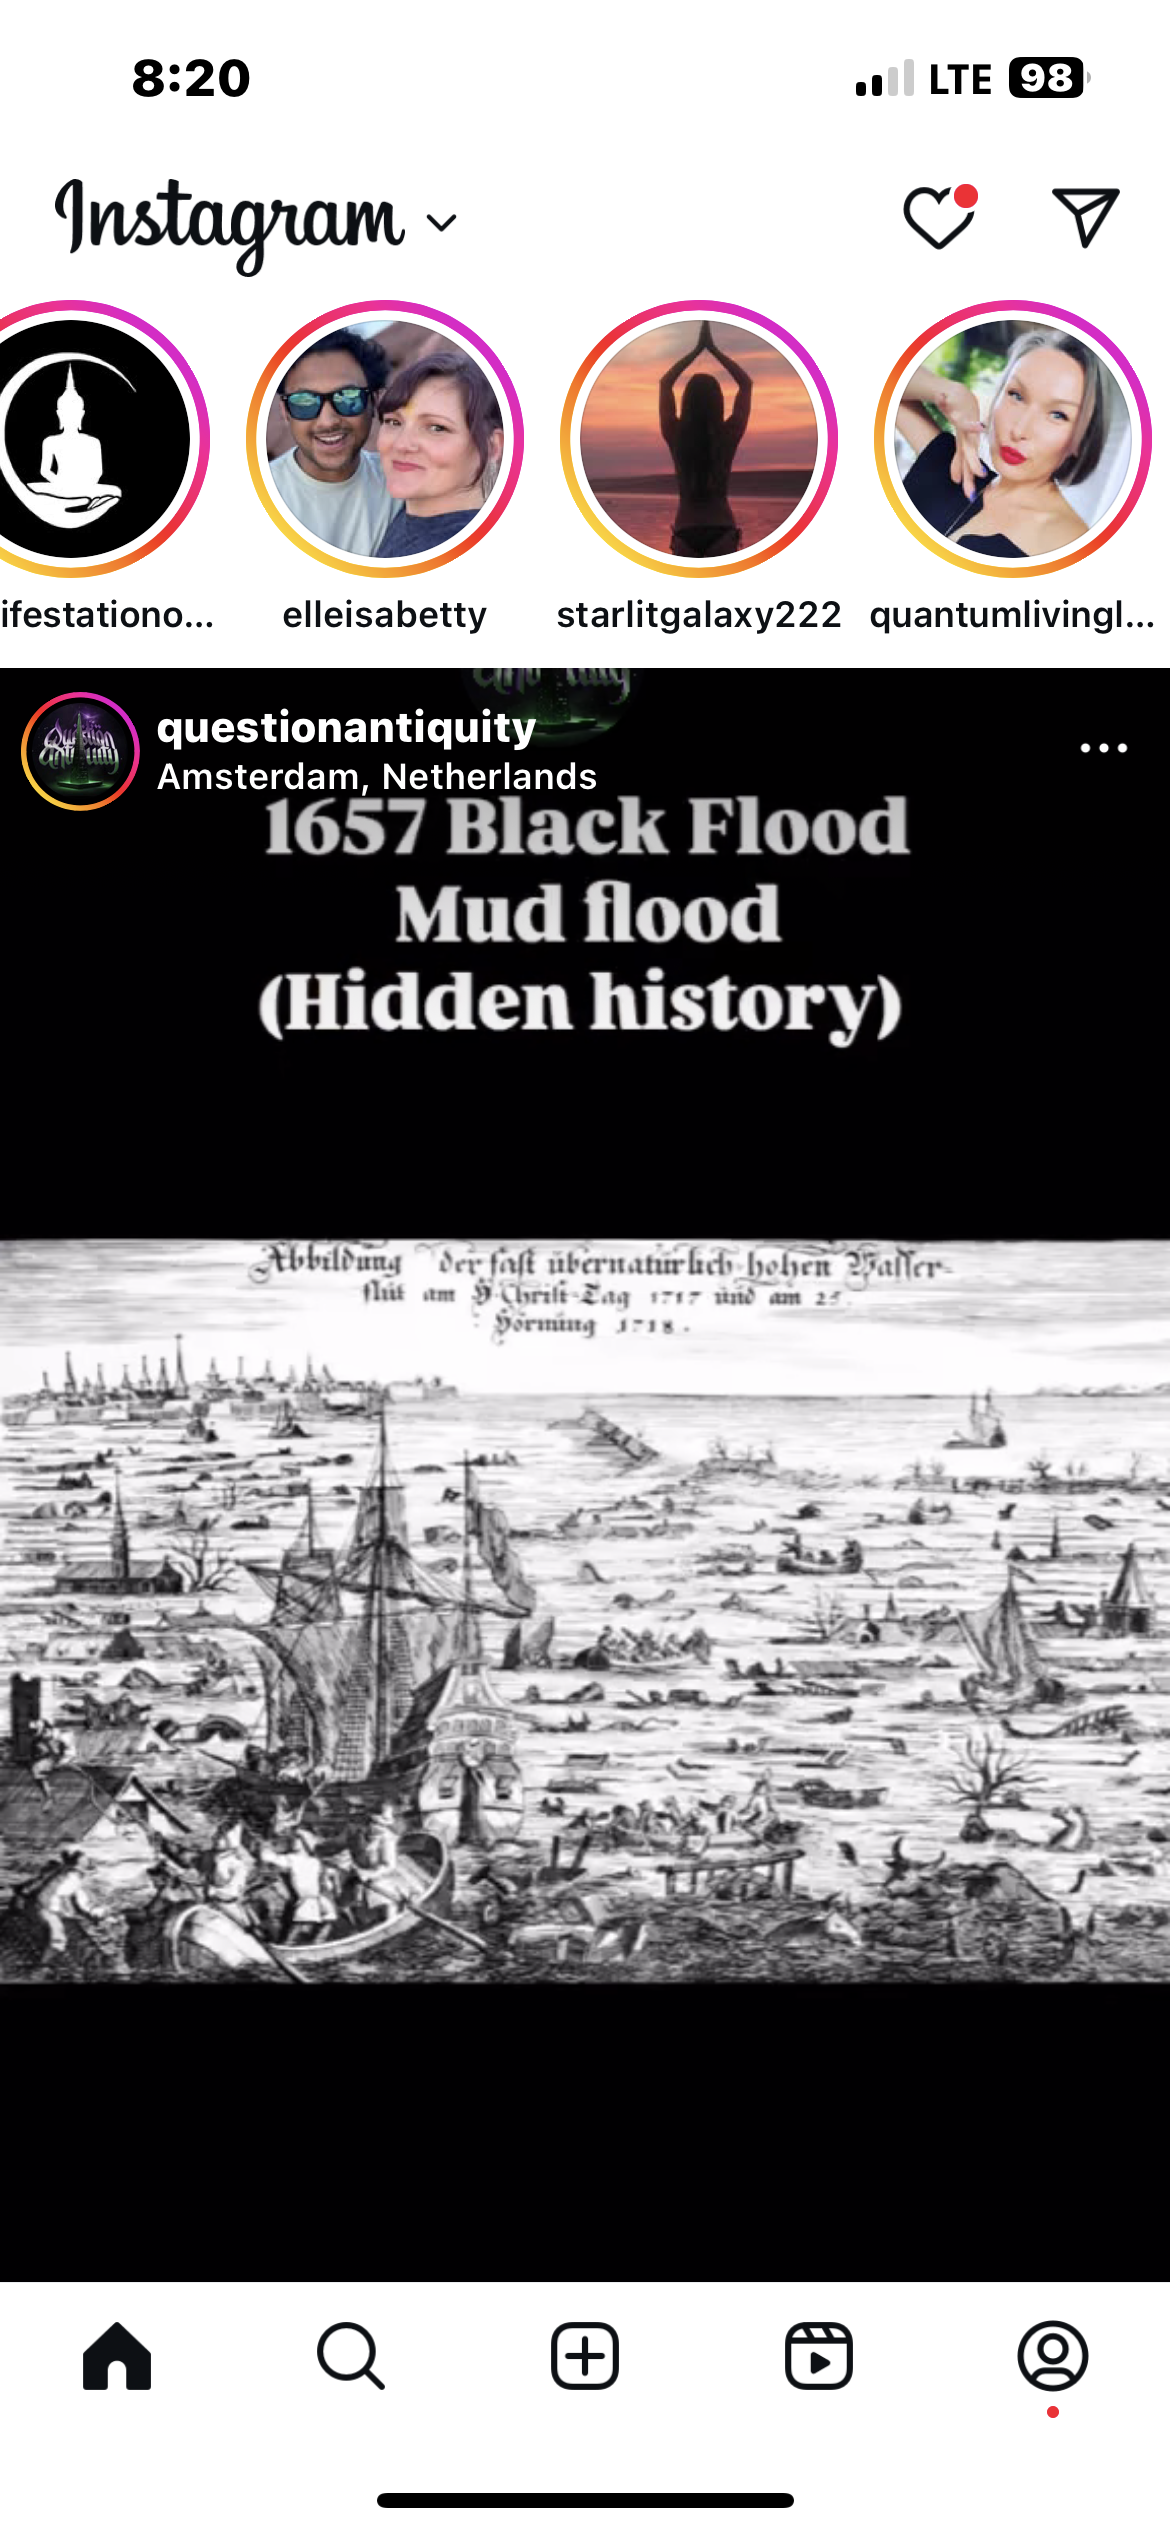 8:20
LTE 98
Instagram
ifestationo...
elleisabetty
starlitgalaxy222
quantumlivingl...
questionantiquity
Amsterdam, Netherlands
1657 Black Flood
Mud flood
(Hidden history)
Abbildung der fast übernatürlich hohen Wasser-
flut am H. Christ-Tag 1717 und am 25
Hornung 1718.